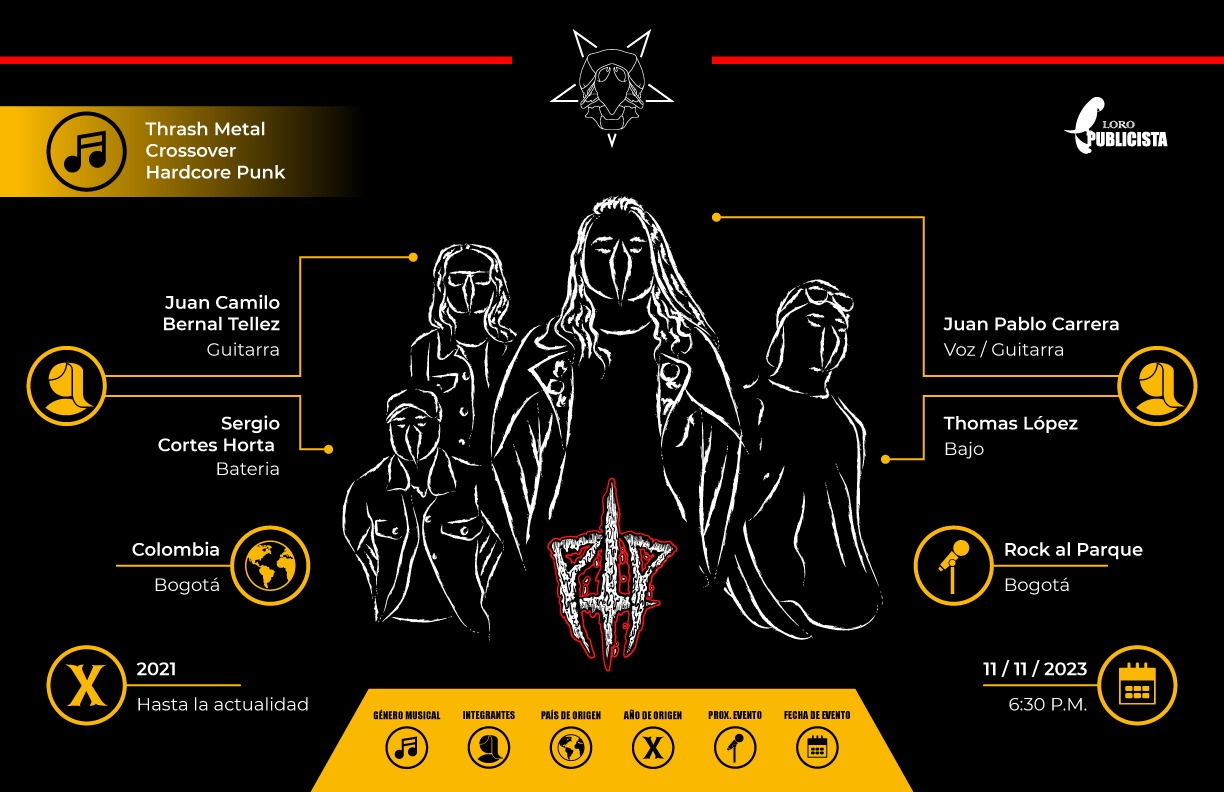 Thrash Metal
Crossover
Hardcore Punk
LORO
PUBLICISTA
Juan Camilo
Bernal Tellez
Guitarra
Sergio
Cortes Horta
Bateria
Juan Pablo Carrera
Voz / Guitarra
Thomas López
Bajo
Colombia
Bogotá
Rock al Parque
Bogotá
X
2021
Hasta la actualidad
11 / 11 / 2023
6:30 P.M.
GÉNERO MUSICAL
INTEGRANTES
PAÍS DE ORIGEN
AÑO DE ORIGEN
PROX. EVENTO
FECHA DE EVENTO
X